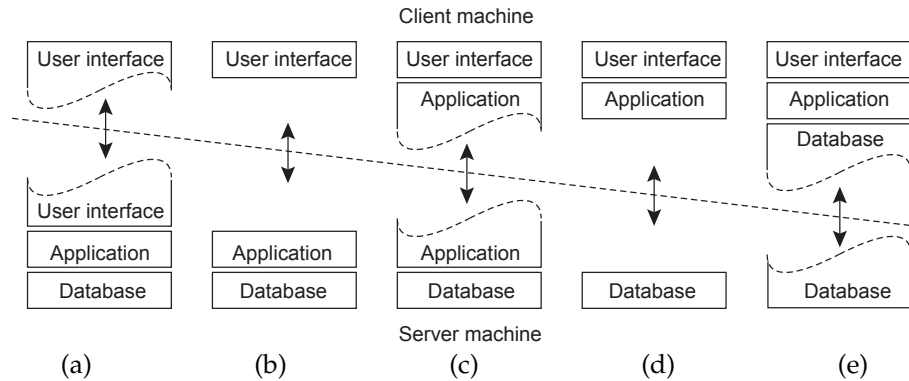 Client machine
User interface User interface User interface User interface User interface
Application Application Application
Database
User interface
Application Application Application
Database Database Database Database Database
Server machine
(a) (b) (c) (d) (e)